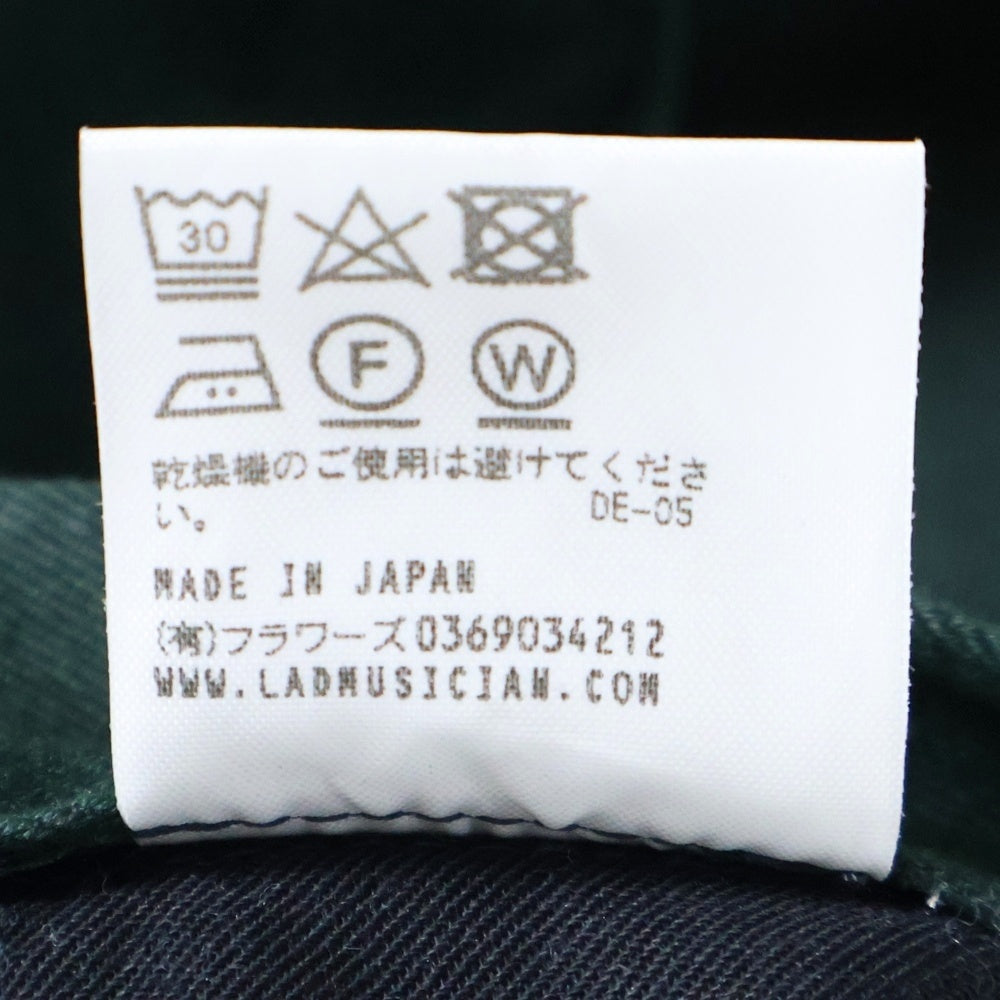 30
F W
乾燥機のご使用は避けてくださ
い。 DE-05
MADE IN JAPAN
(有)フラワーズ0369034212
WWW.LADMUSICIAN.COM